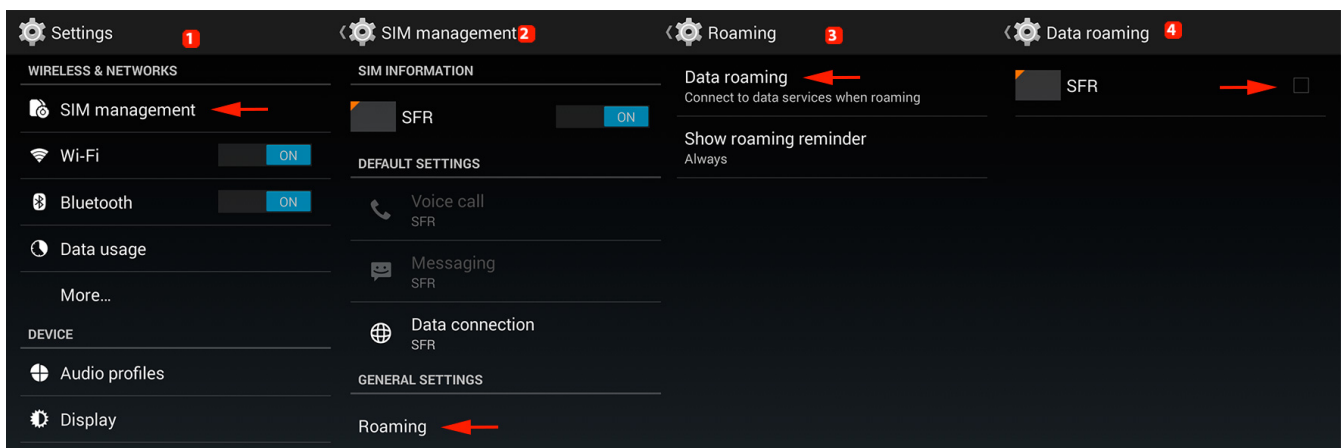 Settings
1
WIRELESS & NETWORKS
SIM management
Wi-Fi
ON
Bluetooth
ON
Data usage
More...
DEVICE
Audio profiles
Display
SIM management
2
SIM INFORMATION
SFR
ON
DEFAULT SETTINGS
Voice call
SFR
Messaging
SFR
Data connection
SFR
GENERAL SETTINGS
Roaming
Roaming
3
Data roaming
Connect to data services when roaming
Show roaming reminder
Always
Data roaming
4
SFR